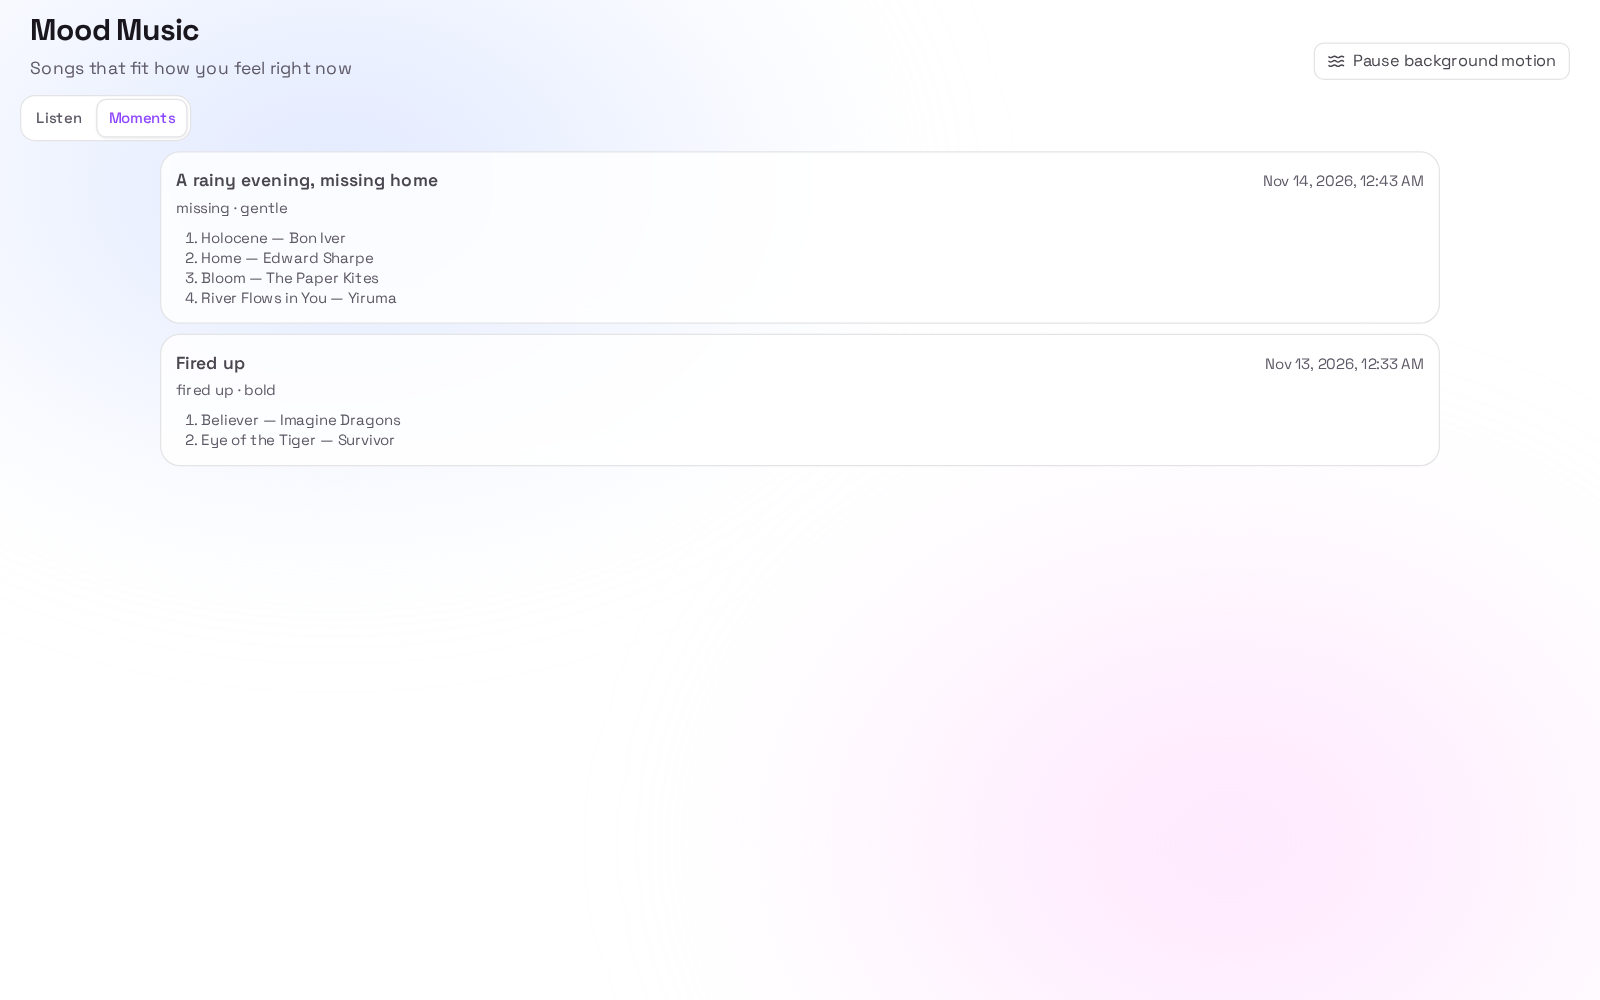 Mood Music
Songs that fit how you feel right now
Pause background motion
Listen
Moments
A rainy evening, missing home
Nov 14, 2026, 12:43 AM
missing · gentle
1. Holocene — Bon Iver
2. Home — Edward Sharpe
3. Bloom — The Paper Kites
4. River Flows in You — Yiruma
Fired up
Nov 13, 2026, 12:33 AM
fired up · bold
1. Believer — Imagine Dragons
2. Eye of the Tiger — Survivor